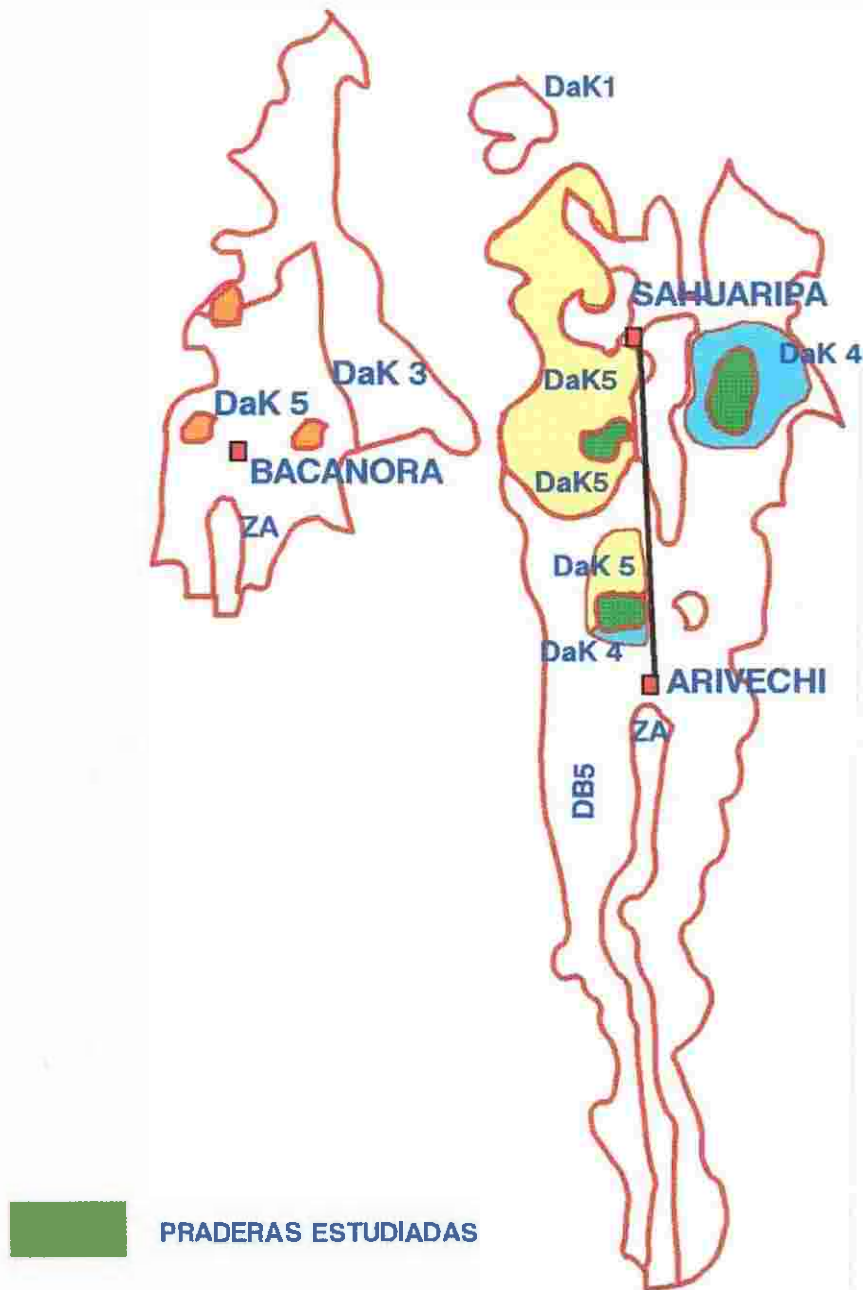 DaK1
SAHUARIPA
DaK 4
DaK 3
DaK5
DaK 5
BACANORA
DaK5
ZA
DaK 5
DaK 4
ARIVECHI
ZA
DB5
PRADERAS ESTUDIADAS